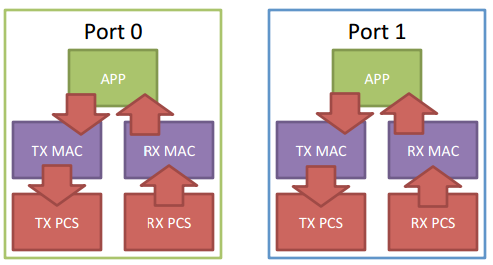 Port 0
APP
TX MAC
RX MAC
TX PCS
RX PCS
Port 1
APP
TX MAC
RX MAC
TX PCS
RX PCS